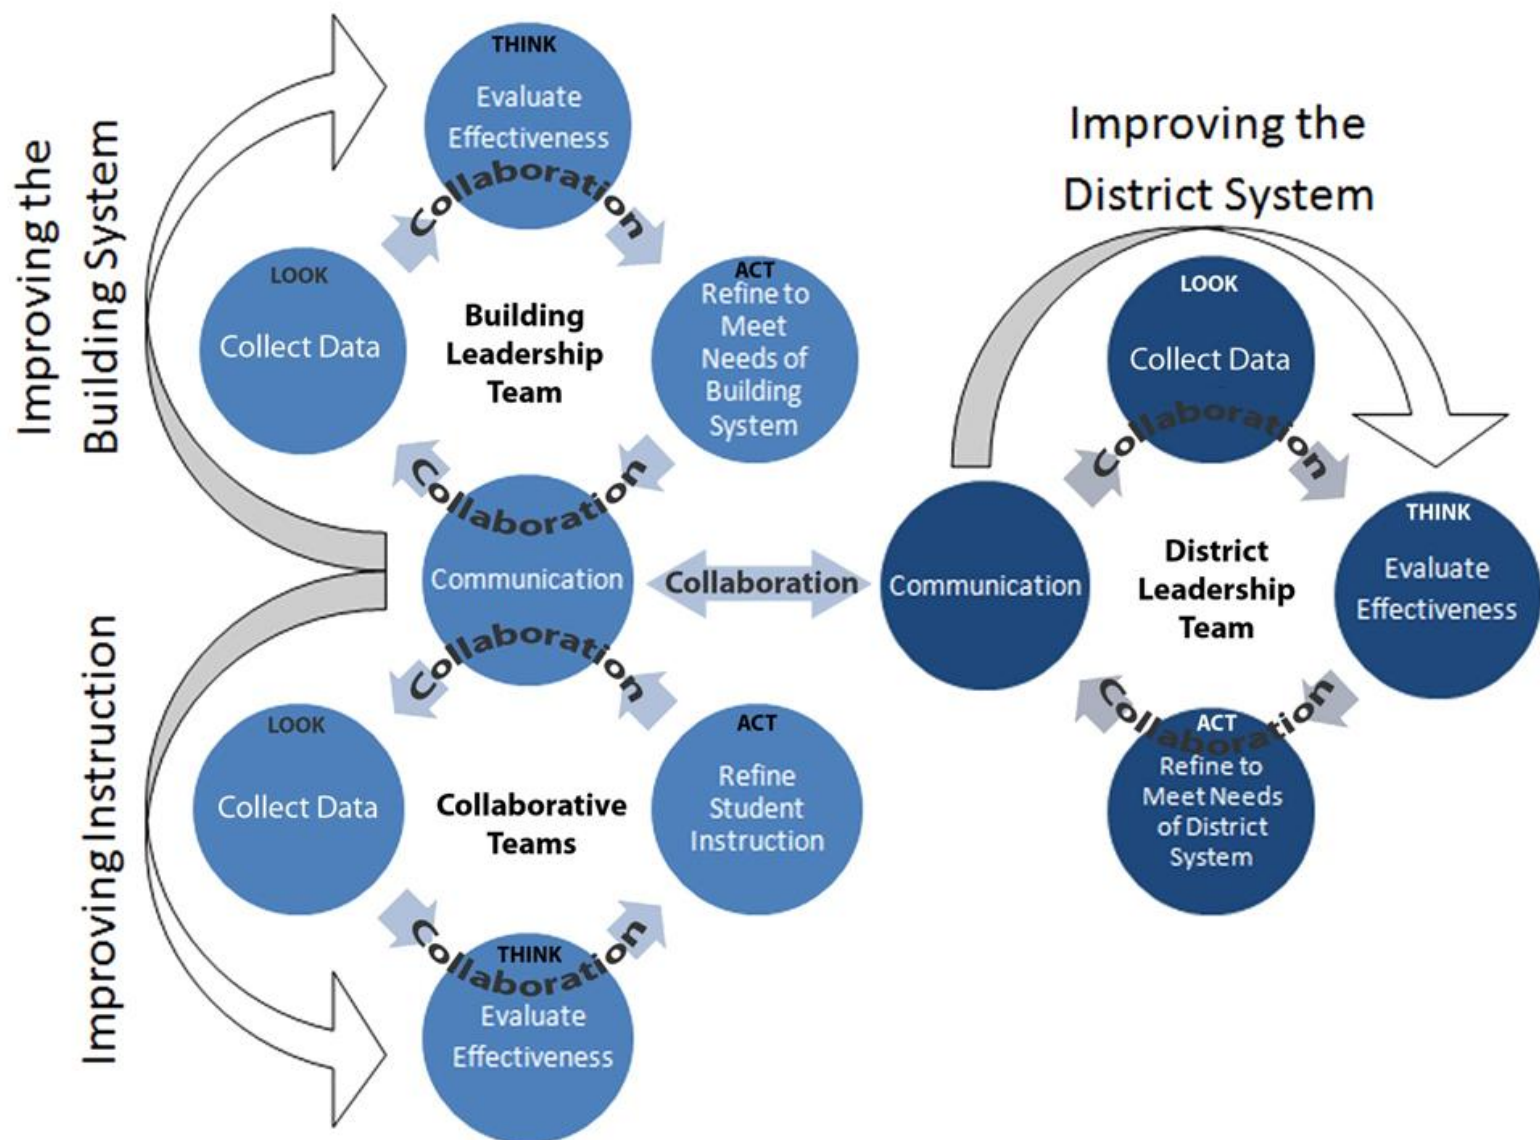 Improving the
Building System
THINK
Evaluate
Effectiveness
Collaboration
LOOK
Collect Data
Building
Leadership
Team
ACT
Refine to
Meet
Needs of
Building
System
Collaboration
Communication
Collaboration
Improving Instruction
LOOK
Collect Data
Collaborative
Teams
ACT
Refine
Student
Instruction
Collaboration
THINK
Evaluate
Effectiveness
Collaboration
Improving the
District System
LOOK
Collect Data
Collaboration
Communication
District
Leadership
Team
THINK
Evaluate
Effectiveness
Collaboration
ACT
Refine to
Meet Needs
of District
System